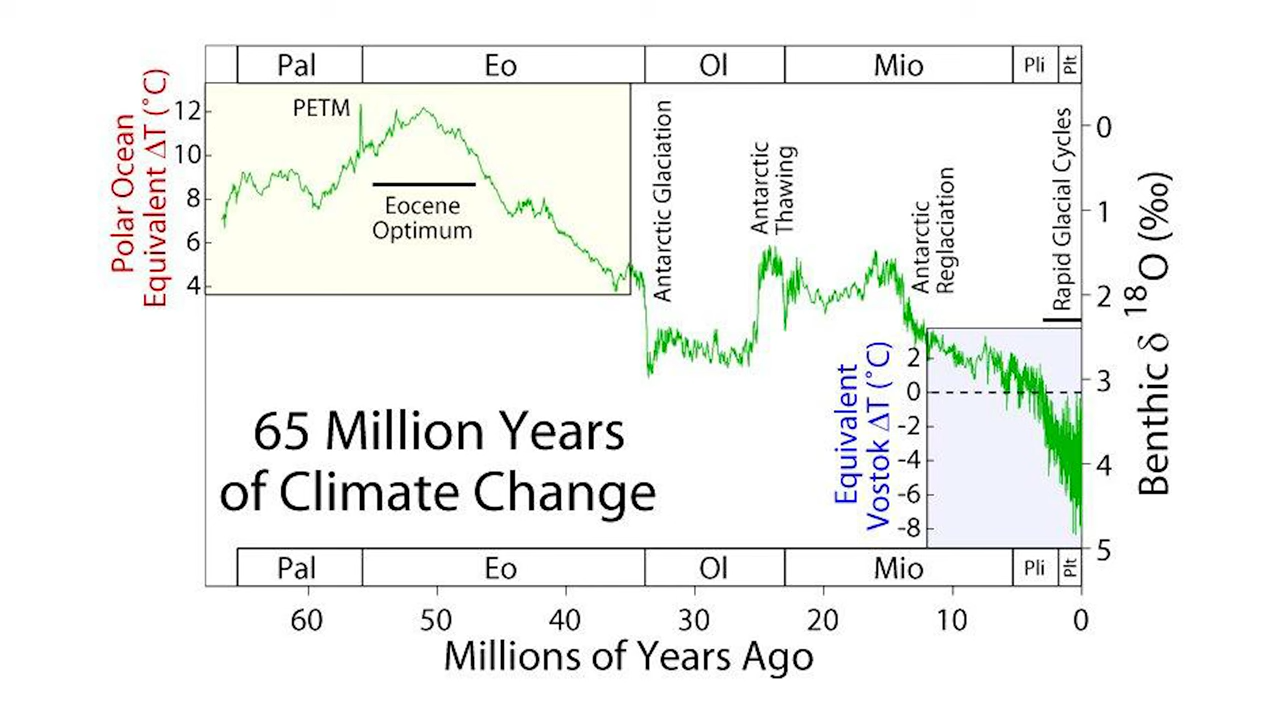 Pal Eo Ol Mio Pli Plt
Polar Ocean
Equivalent ΔT (˚C)
12
10
8
6
4
PETM
Eocene
Optimum
Antarctic Glaciation
Antarctic
Thawing
Antarctic
Reglaciation
Rapid Glacial Cycles
0
1
2
3
4
5
Benthic δ ¹⁸O (‰)
65 Million Years
of Climate Change
Equivalent
Vostok ΔT (˚C)
2
0
-2
-4
-6
-8
Pal Eo Ol Mio Pli Plt
60 50 40 30 20 10 0
Millions of Years Ago